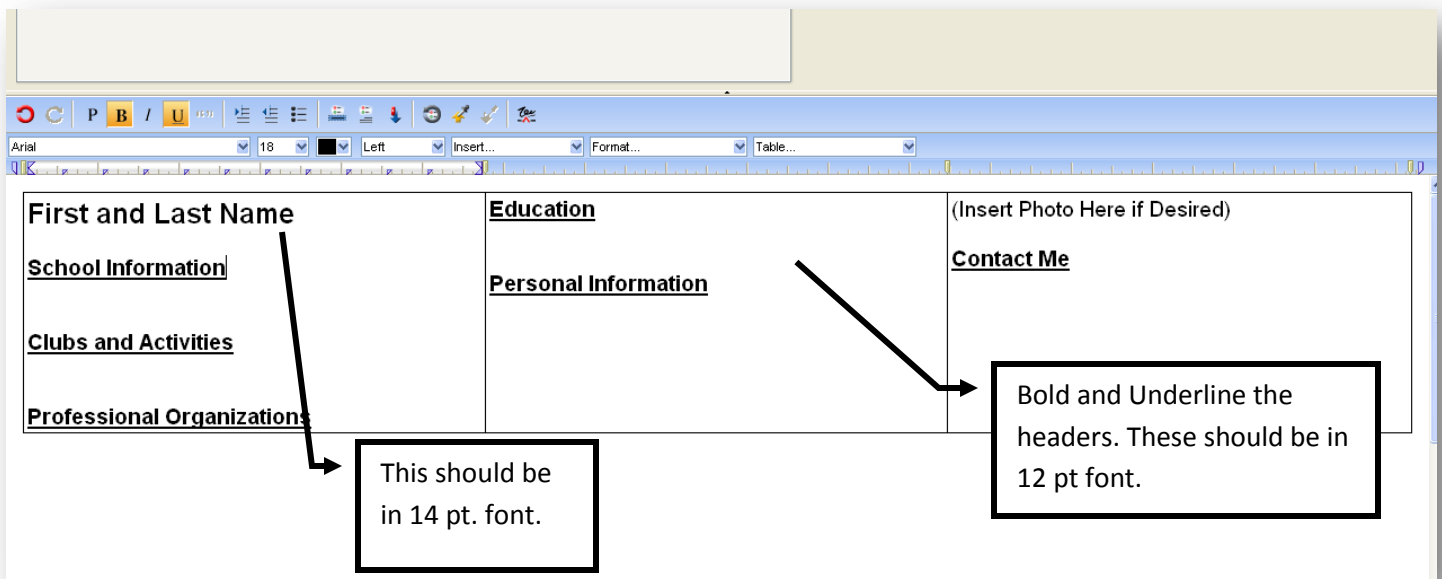 P B I U
Arial 18 Left Insert... Format... Table...
First and Last Name
School Information
Clubs and Activities
Professional Organizations
Education
Personal Information
(Insert Photo Here if Desired)
Contact Me
This should be
in 14 pt. font.
Bold and Underline the
headers. These should be in
12 pt font.